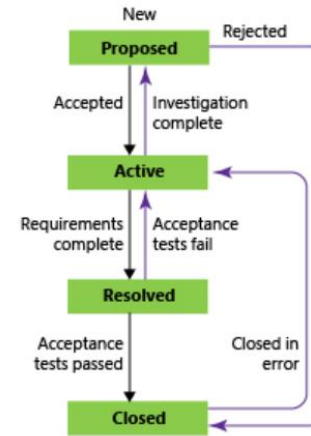 New
Proposed
Rejected
Accepted
Investigation
complete
Active
Requirements
complete
Acceptance
tests fail
Resolved
Acceptance
tests passed
Closed in
error
Closed